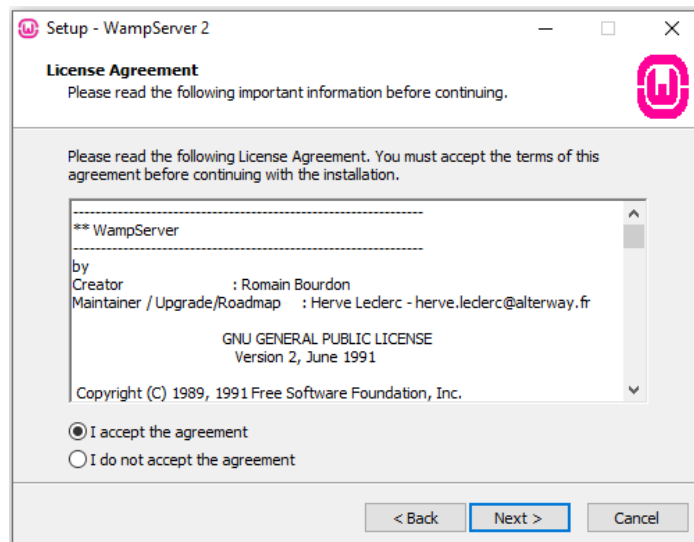 Setup - WampServer 2
License Agreement
Please read the following important information before continuing.
Please read the following License Agreement. You must accept the terms of this
agreement before continuing with the installation.
----------------------------------------------------------------
** WampServer
----------------------------------------------------------------
by
Creator : Romain Bourdon
Maintainer / Upgrade/Roadmap : Herve Leclerc - herve.leclerc@alterway.fr
GNU GENERAL PUBLIC LICENSE
Version 2, June 1991
Copyright (C) 1989, 1991 Free Software Foundation, Inc.
I accept the agreement
I do not accept the agreement
< Back Next > Cancel